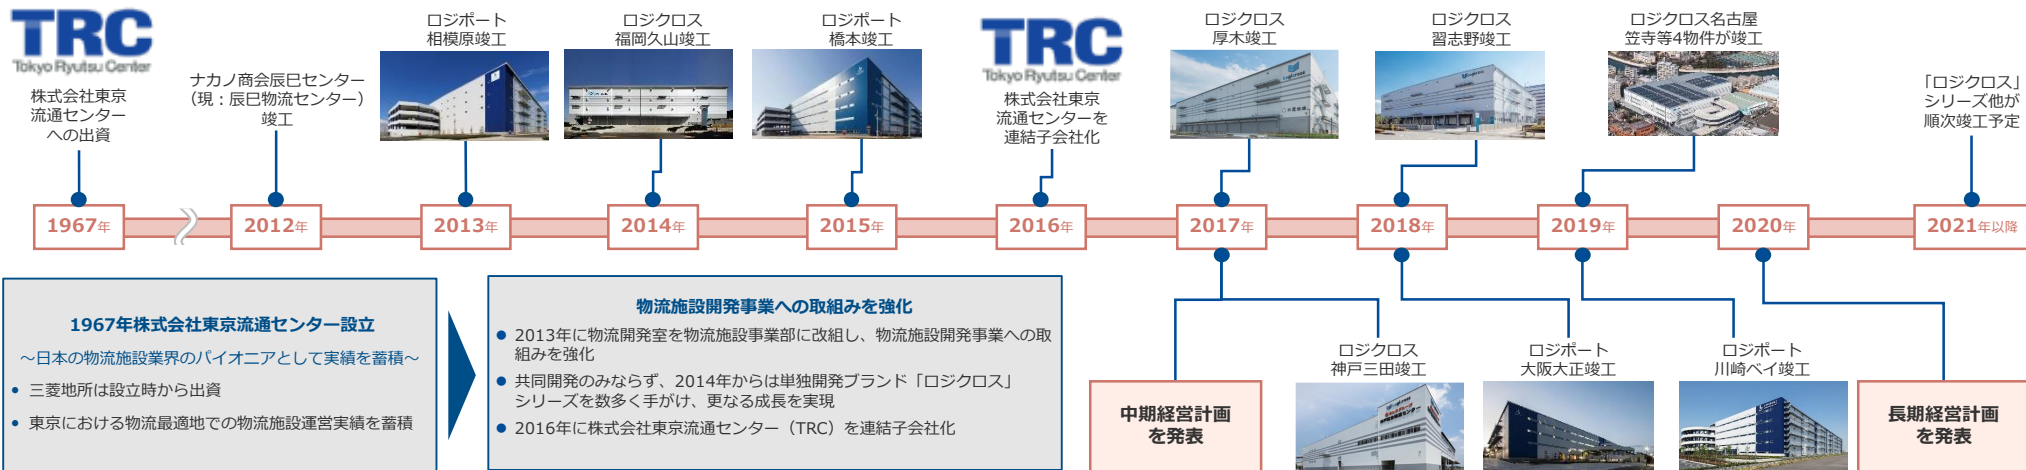 TRC
Tokyo Ryutsu Center
株式会社東京
流通センター
への出資
ナカノ商会辰巳センター
（現：辰巳物流センター）
竣工
ロジポート
相模原竣工
ロジクロス
福岡久山竣工
ロジポート
橋本竣工
TRC
Tokyo Ryutsu Center
株式会社東京
流通センターを
連結子会社化
ロジクロス
厚木竣工
ロジクロス
習志野竣工
ロジクロス名古屋
笠寺等4物件が竣工
「ロジクロス」
シリーズ他が
順次竣工予定
1967年
2012年
2013年
2014年
2015年
2016年
2017年
2018年
2019年
2020年
2021年以降
1967年株式会社東京流通センター設立
～日本の物流施設業界のパイオニアとして実績を蓄積～
• 三菱地所は設立時から出資
• 東京における物流最適地での物流施設運営実績を蓄積
物流施設開発事業への取組みを強化
● 2013年に物流開発室を物流施設事業部に改組し、物流施設開発事業への取
組みを強化
● 共同開発のみならず、2014年からは単独開発ブランド「ロジクロス」
シリーズを数多く手がけ、更なる成長を実現
● 2016年に株式会社東京流通センター（TRC）を連結子会社化
中期経営計画
を発表
ロジクロス
神戸三田竣工
ロジポート
大阪大正竣工
ロジポート
川崎ベイ竣工
長期経営計画
を発表